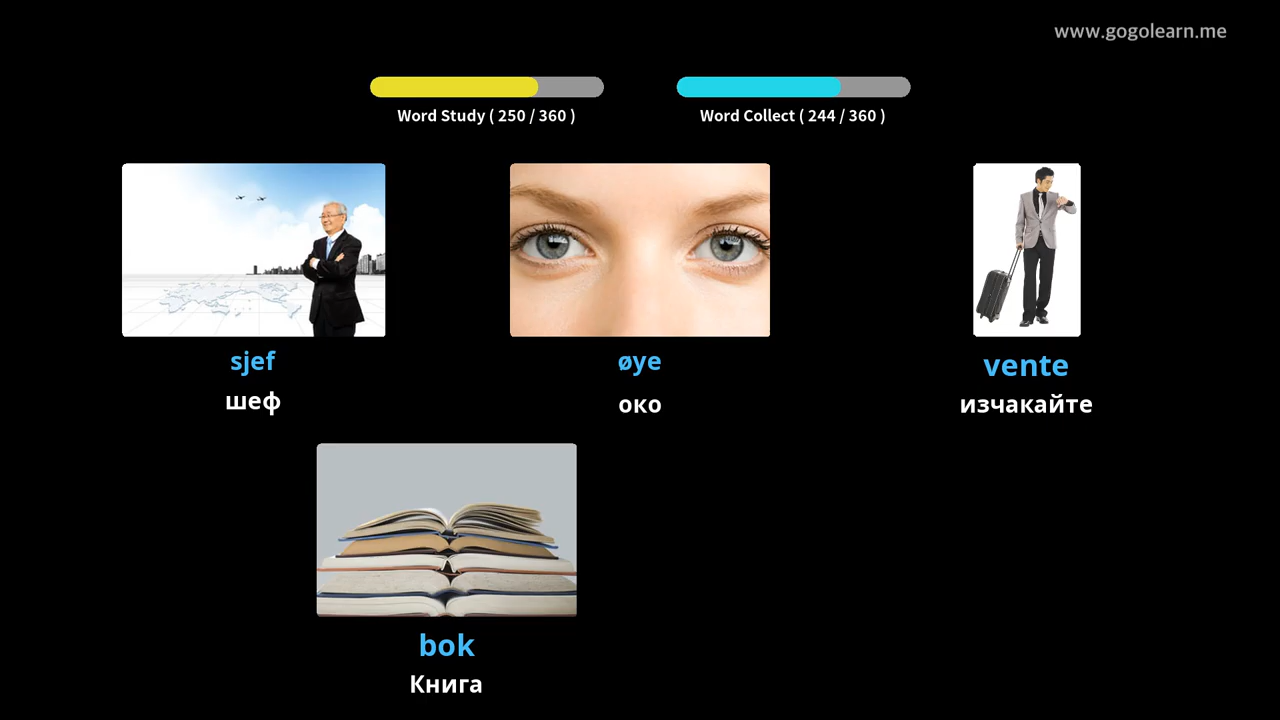 www.gogolearn.me
Word Study ( 250 / 360 )
Word Collect ( 244 / 360 )
sjef
шеф
øye
око
vente
изчакайте
bok
Книга